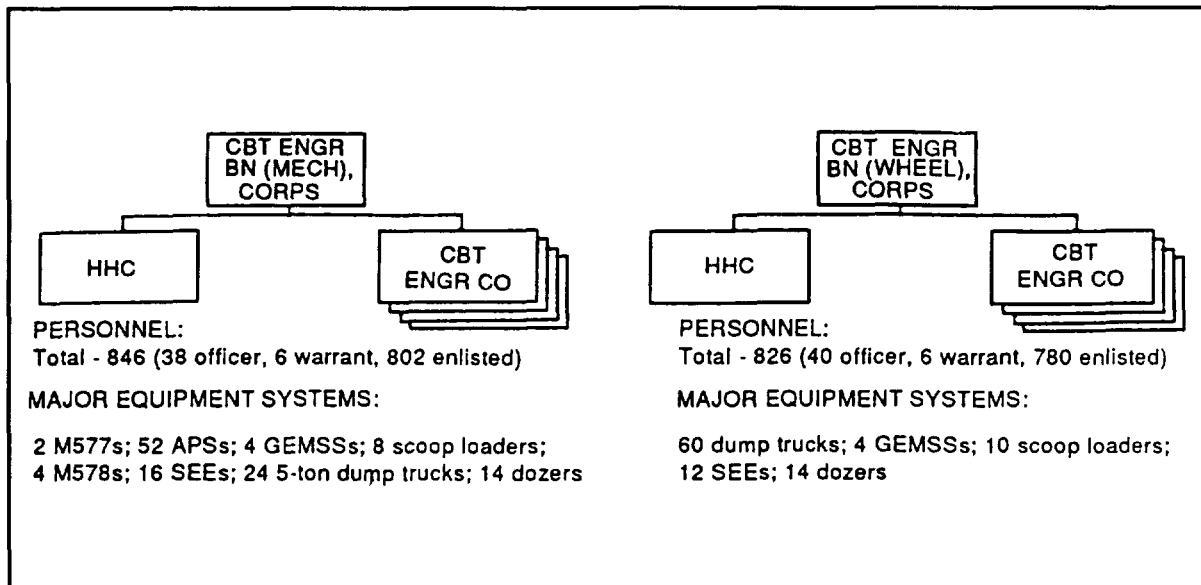 CBT ENGR
BN (MECH),
CORPS
HHC
CBT
ENGR CO
PERSONNEL:
Total - 846 (38 officer, 6 warrant, 802 enlisted)
MAJOR EQUIPMENT SYSTEMS:
2 M577s; 52 APSs; 4 GEMSSs; 8 scoop loaders;
4 M578s; 16 SEEs; 24 5-ton dump trucks; 14 dozers
CBT ENGR
BN (WHEEL),
CORPS
HHC
CBT
ENGR CO
PERSONNEL:
Total - 826 (40 officer, 6 warrant, 780 enlisted)
MAJOR EQUIPMENT SYSTEMS:
60 dump trucks; 4 GEMSSs; 10 scoop loaders;
12 SEEs; 14 dozers